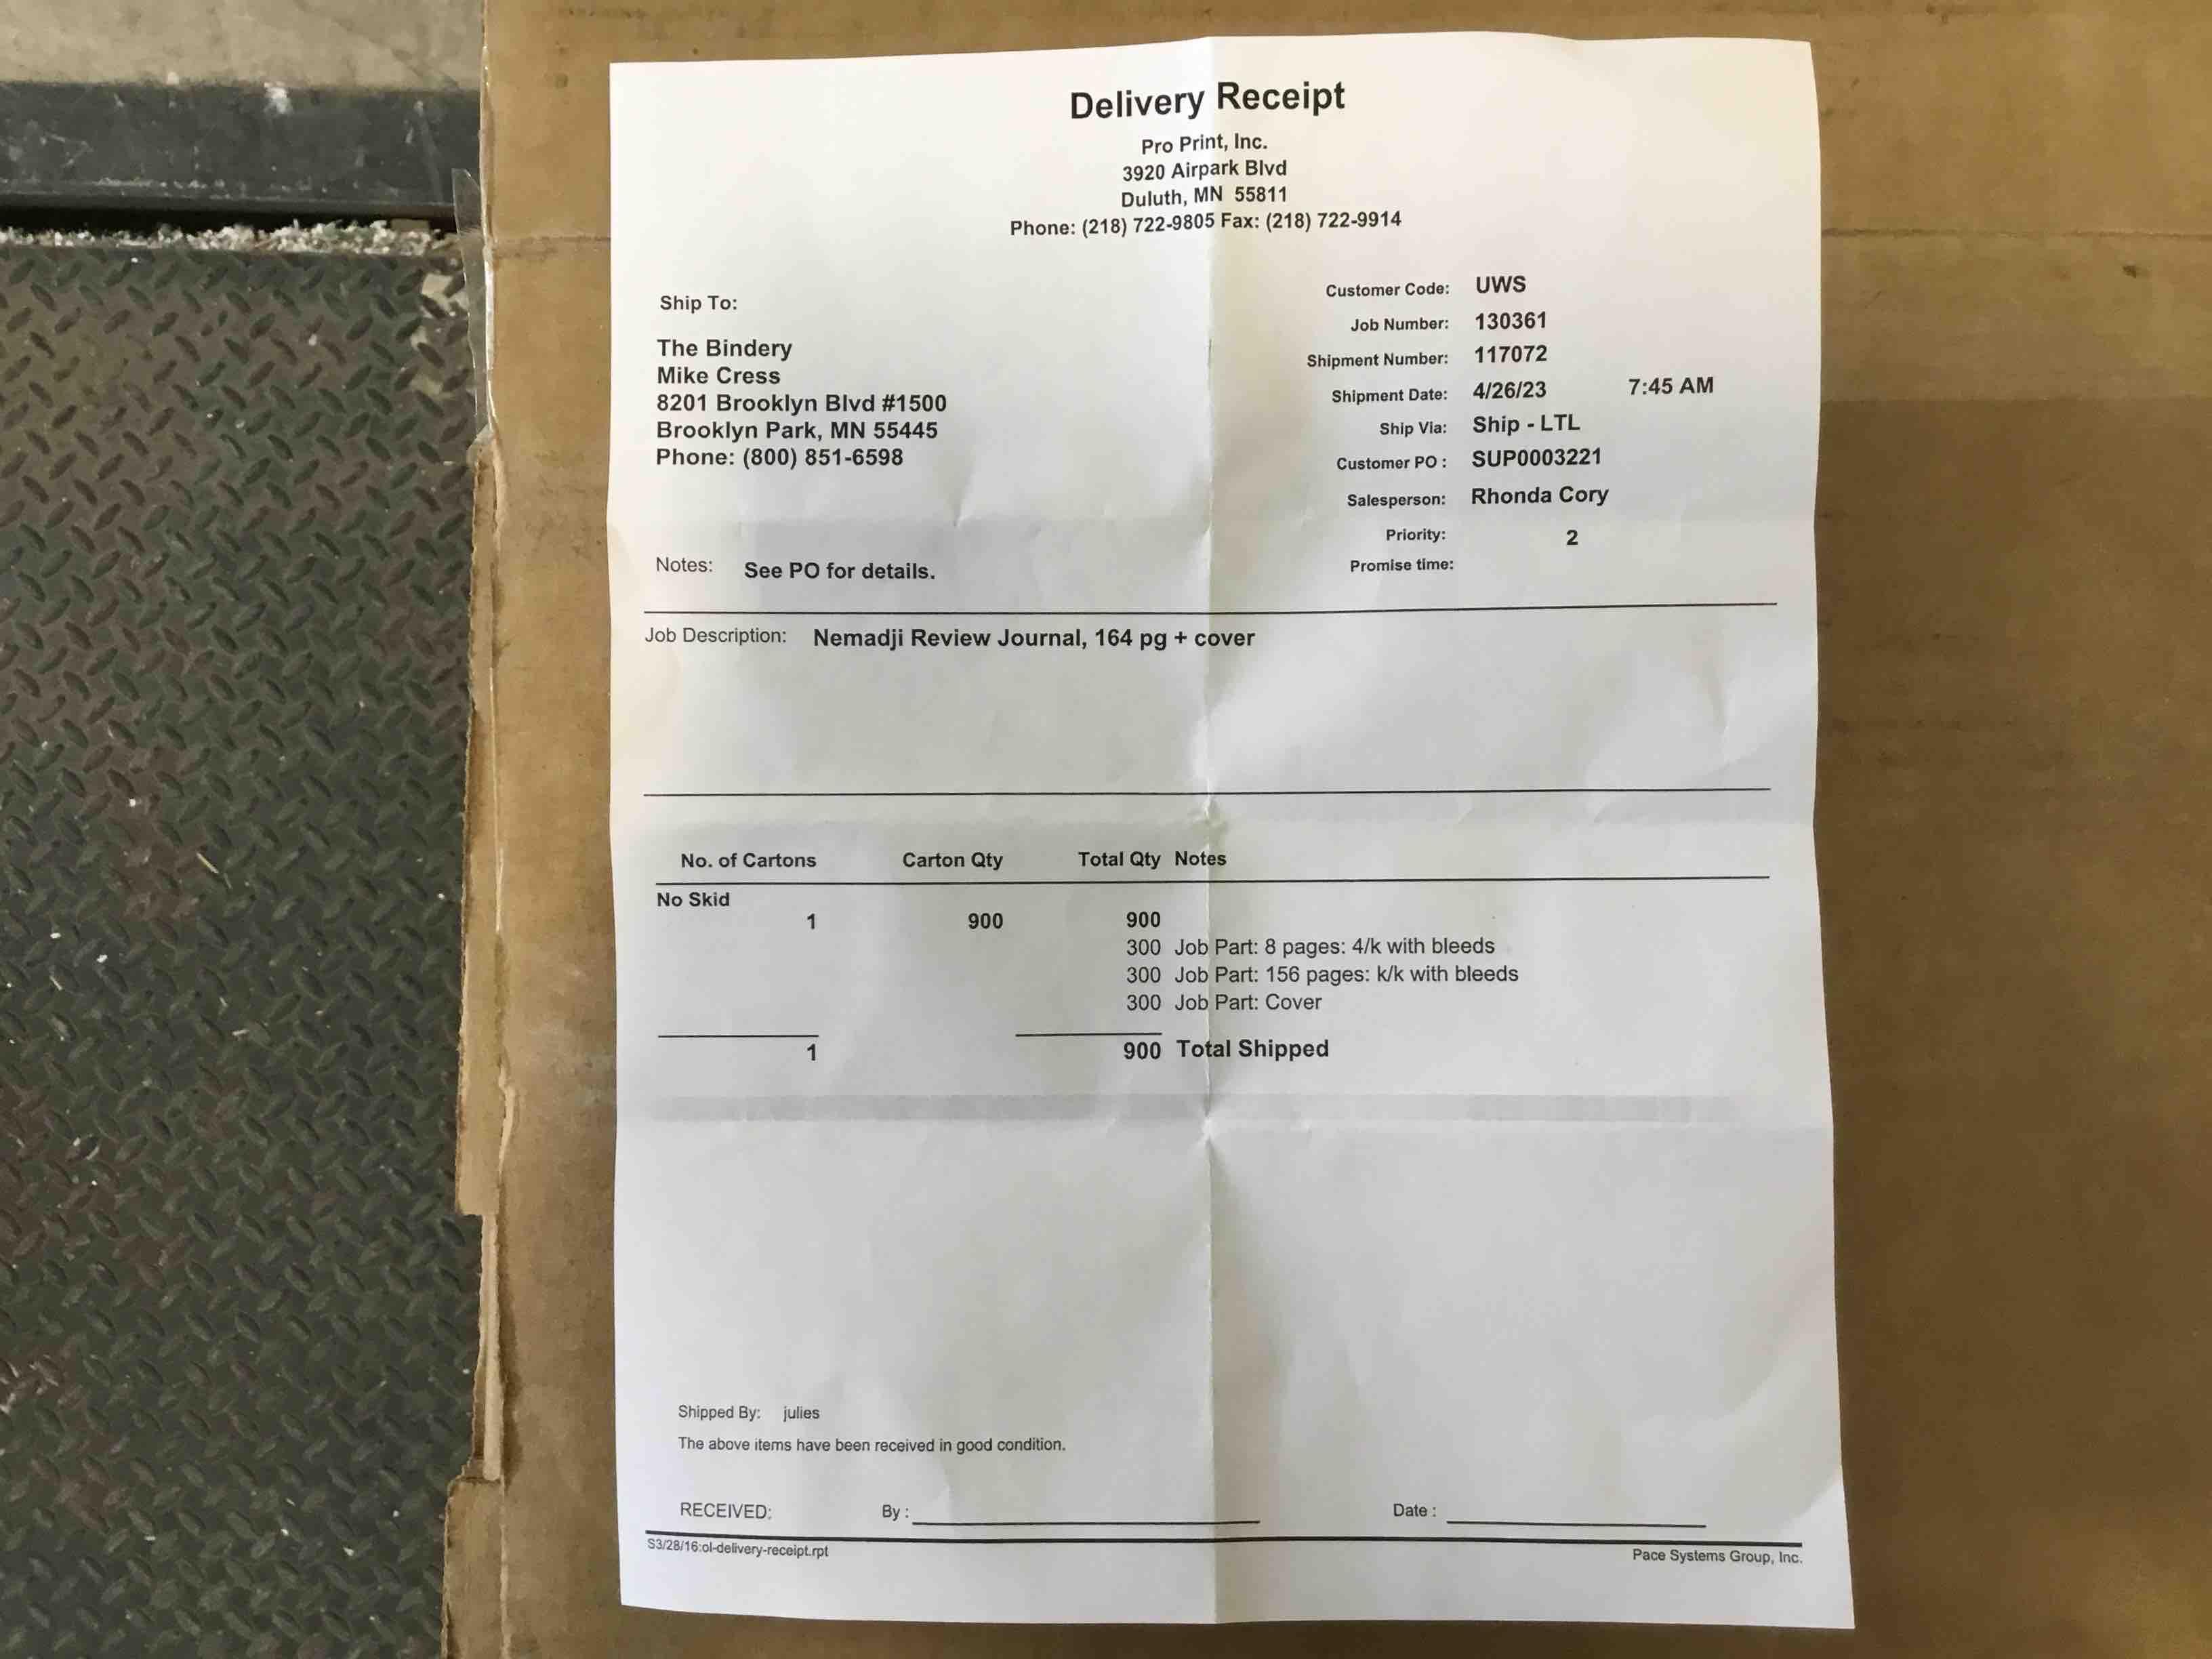 Delivery Receipt
Pro Print, Inc.
3920 Airpark Blvd
Duluth, MN 55811
Phone: (218) 722-9805 Fax: (218) 722-9914
Ship To:
The Bindery
Mike Cress
8201 Brooklyn Blvd #1500
Brooklyn Park, MN 55445
Phone: (800) 851-6598
Customer Code: UWS
Job Number: 130361
Shipment Number: 117072
Shipment Date: 4/26/23 7:45 AM
Ship Via: Ship - LTL
Customer PO : SUP0003221
Salesperson: Rhonda Cory
Priority: 2
Promise time:
Notes: See PO for details.
Job Description: Nemadji Review Journal, 164 pg + cover
No. of Cartons Carton Qty Total Qty Notes
No Skid
1 900 900
300 Job Part: 8 pages: 4/k with bleeds
300 Job Part: 156 pages: k/k with bleeds
300 Job Part: Cover
1 900 Total Shipped
Shipped By: julies
The above items have been received in good condition.
RECEIVED: By : Date :
S3/28/16:ol-delivery-receipt.rpt Pace Systems Group, Inc.